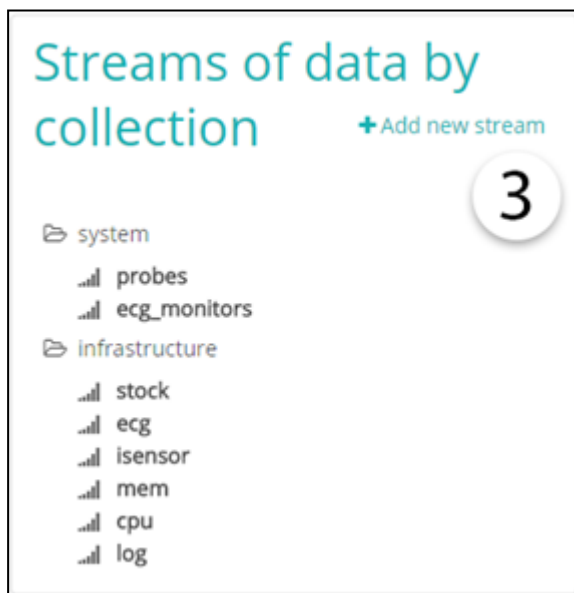 Streams of data by
collection
+Add new stream
3
system
probes
ecg_monitors
infrastructure
stock
ecg
isensor
mem
cpu
log